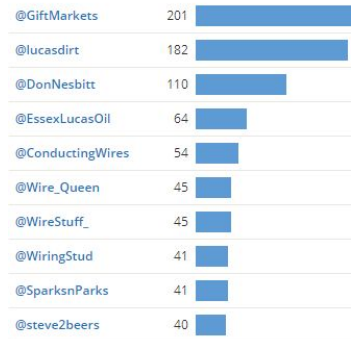 @GiftMarkets 201
@lucasdirt 182
@DonNesbitt 110
@EssexLucasOil 64
@ConductingWires 54
@Wire_Queen 45
@WireStuff_ 45
@WiringStud 41
@SparksnParks 41
@steve2beers 40